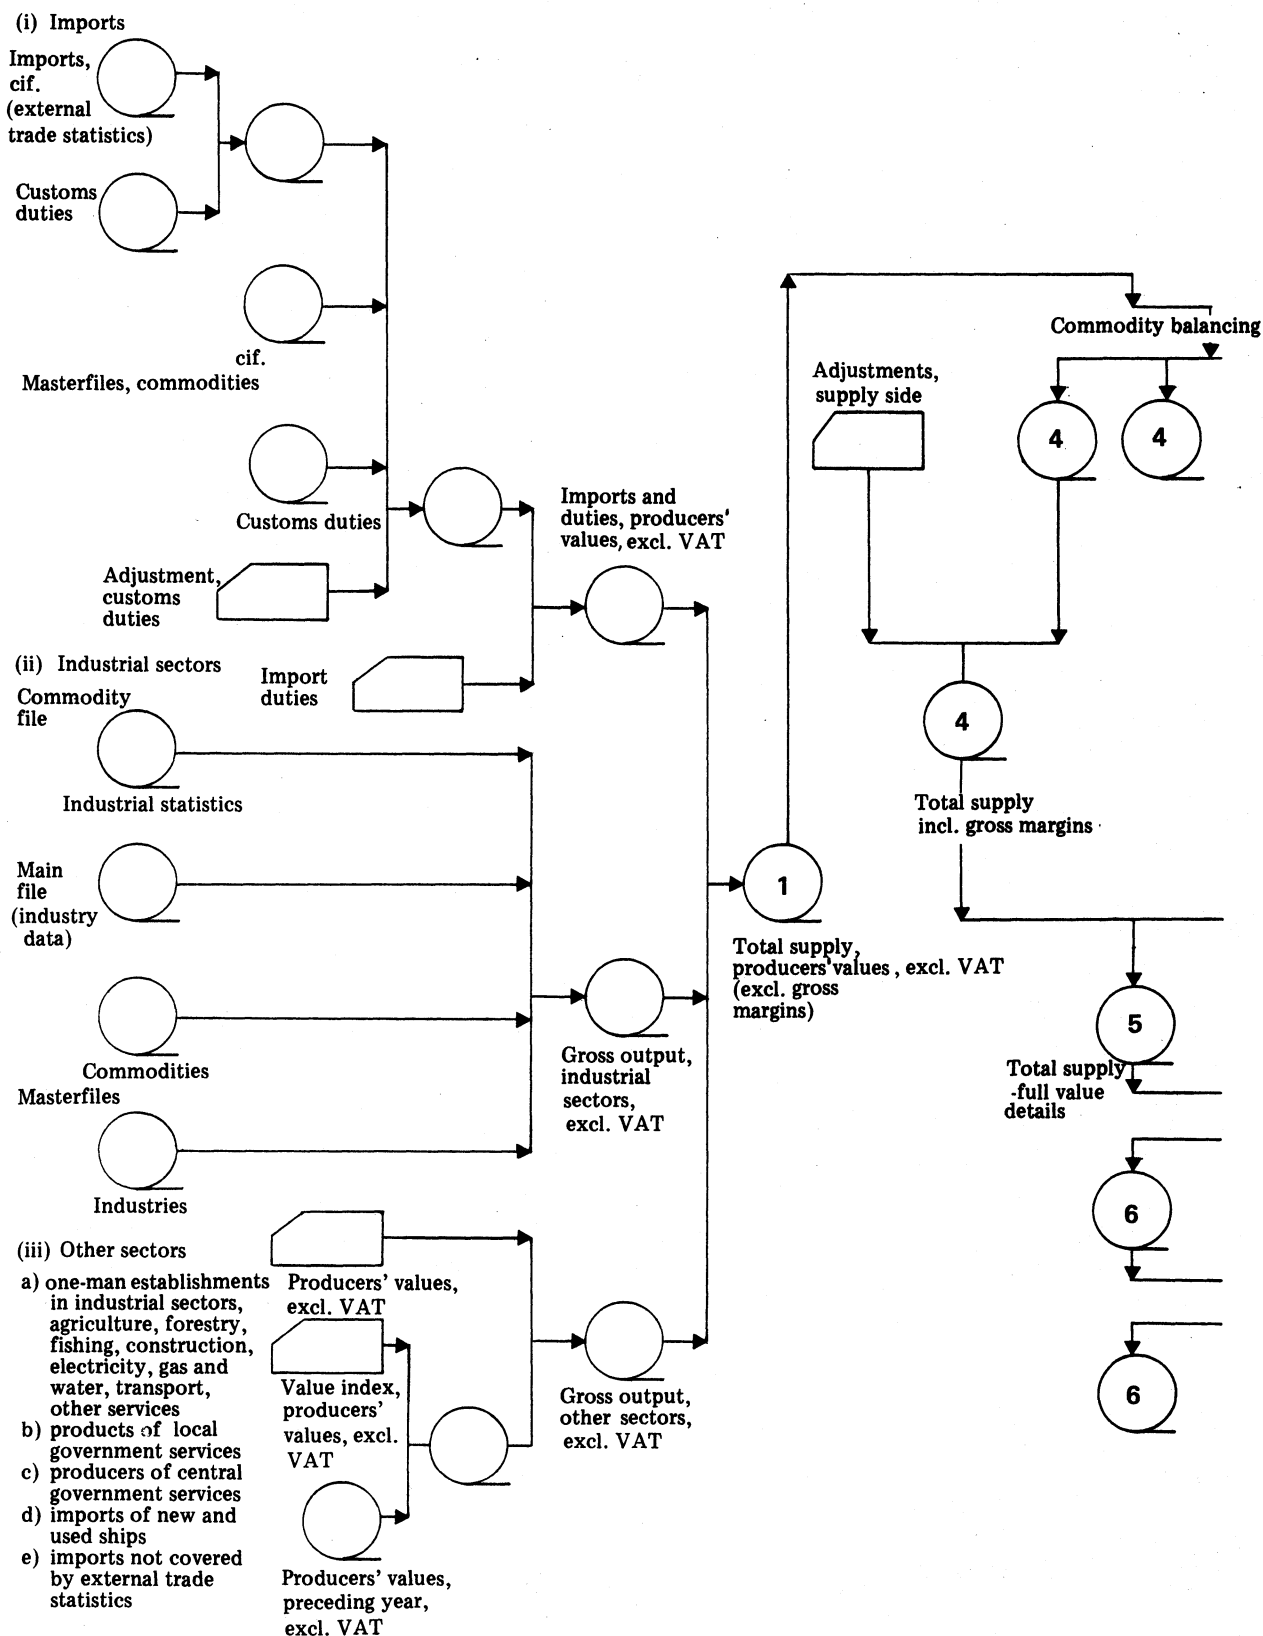 (i) Imports
Imports,
cif.
(external
trade statistics)
Customs
duties
cif.
Masterfiles, commodities
Customs duties
Adjustment,
customs
duties
Imports and
duties, producers'
values, excl. VAT
(ii) Industrial sectors
Import
duties
Commodity
file
Industrial statistics
Main
file
(industry
data)
Commodities
Masterfiles
Industries
Gross output,
industrial
sectors,
excl. VAT
(iii) Other sectors
a) one-man establishments
in industrial sectors,
agriculture, forestry,
fishing, construction,
electricity, gas and
water, transport,
other services
b) products of local
government services
c) producers of central
government services
d) imports of new and
used ships
e) imports not covered
by external trade
statistics
Producers' values,
excl. VAT
Value index,
producers'
values, excl.
VAT
Producers' values,
preceding year,
excl. VAT
Gross output,
other sectors,
excl. VAT
1
Total supply,
producers' values, excl. VAT
(excl. gross
margins)
Commodity balancing
Adjustments,
supply side
4
4
4
Total supply
incl. gross margins
5
Total supply
-full value
details
6
6